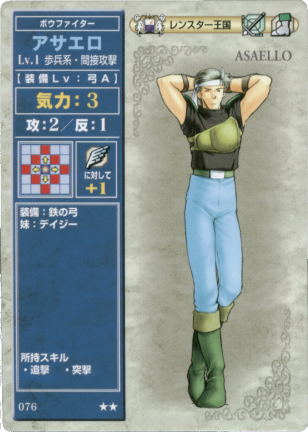 ボウファイター
アサエロ
Lv.1 歩兵系・間接攻撃
【装備Lv：弓A】
気力：3
攻：2／反：1
に対して
+1
装備：鉄の弓
妹：デイジー
所持スキル
・追撃　・突撃
076 ★★
レンスター王国
ASAELLO